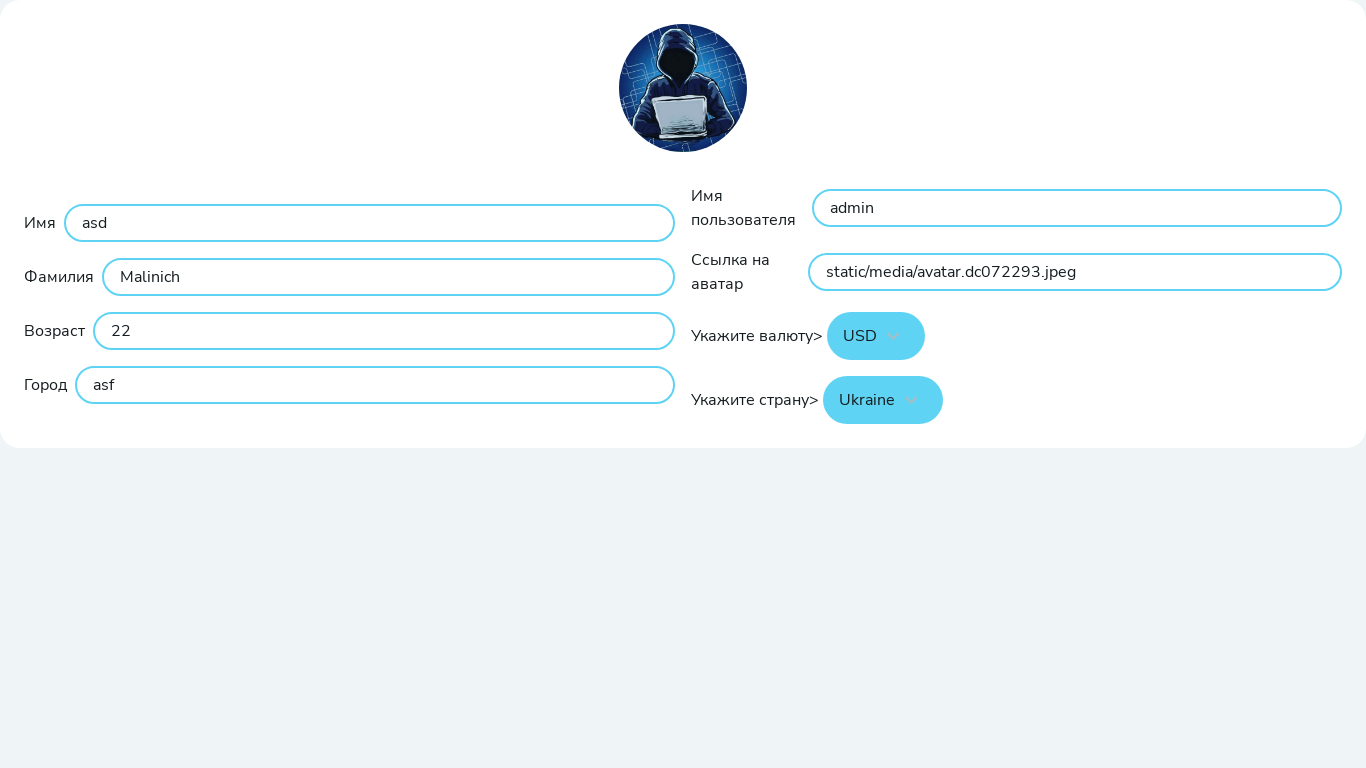 Имя
asd
Фамилия
Malinich
Возраст
22
Город
asf
Имя
пользователя
admin
Ссылка на
аватар
static/media/avatar.dc072293.jpeg
Укажите валюту>
USD
Укажите страну>
Ukraine